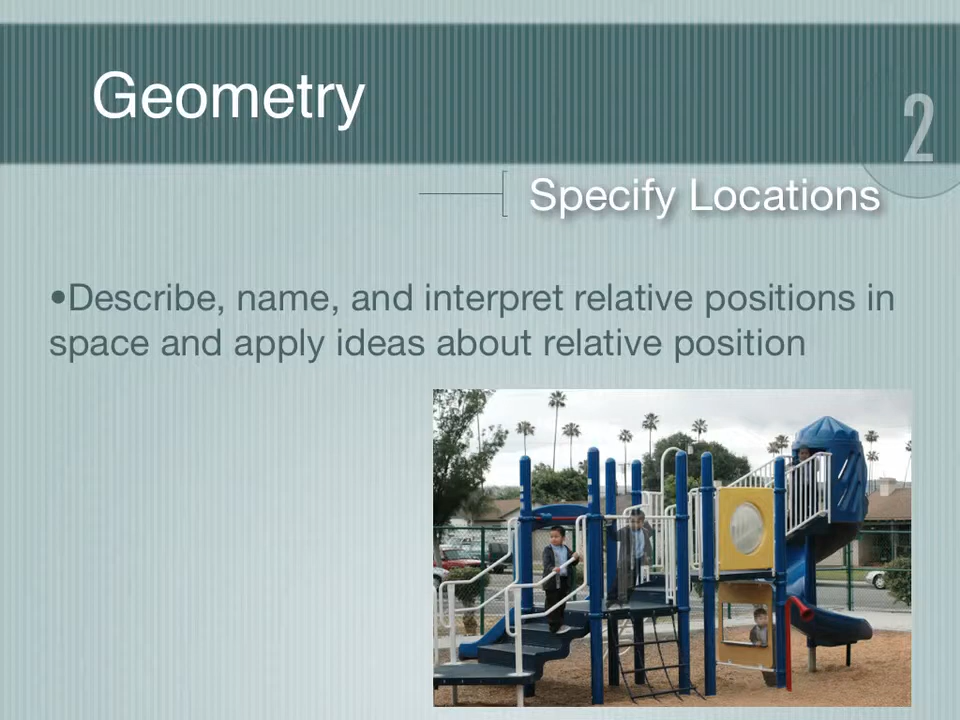 Geometry
2
Specify Locations
•Describe, name, and interpret relative positions in
space and apply ideas about relative position